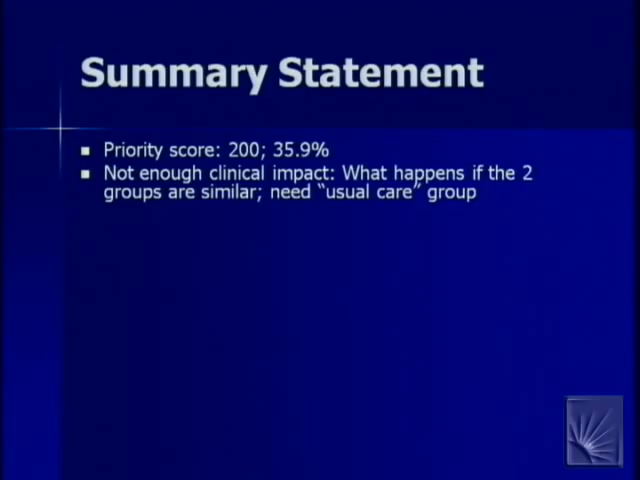 Summary Statement
Priority score: 200; 35.9%
Not enough clinical impact: What happens if the 2
groups are similar; need “usual care” group